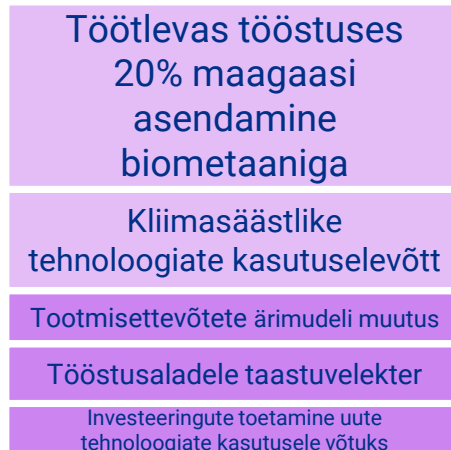 Töötlevas tööstuses
20% maagaasi
asendamine
biometaaniga
Kliimasäästlike
tehnoloogiate kasutuselevõtt
Tootmisettevõtete ärimudeli muutus
Tööstusaladele taastuvelekter
Investeeringute toetamine uute
tehnoloogiate kasutusele võtuks